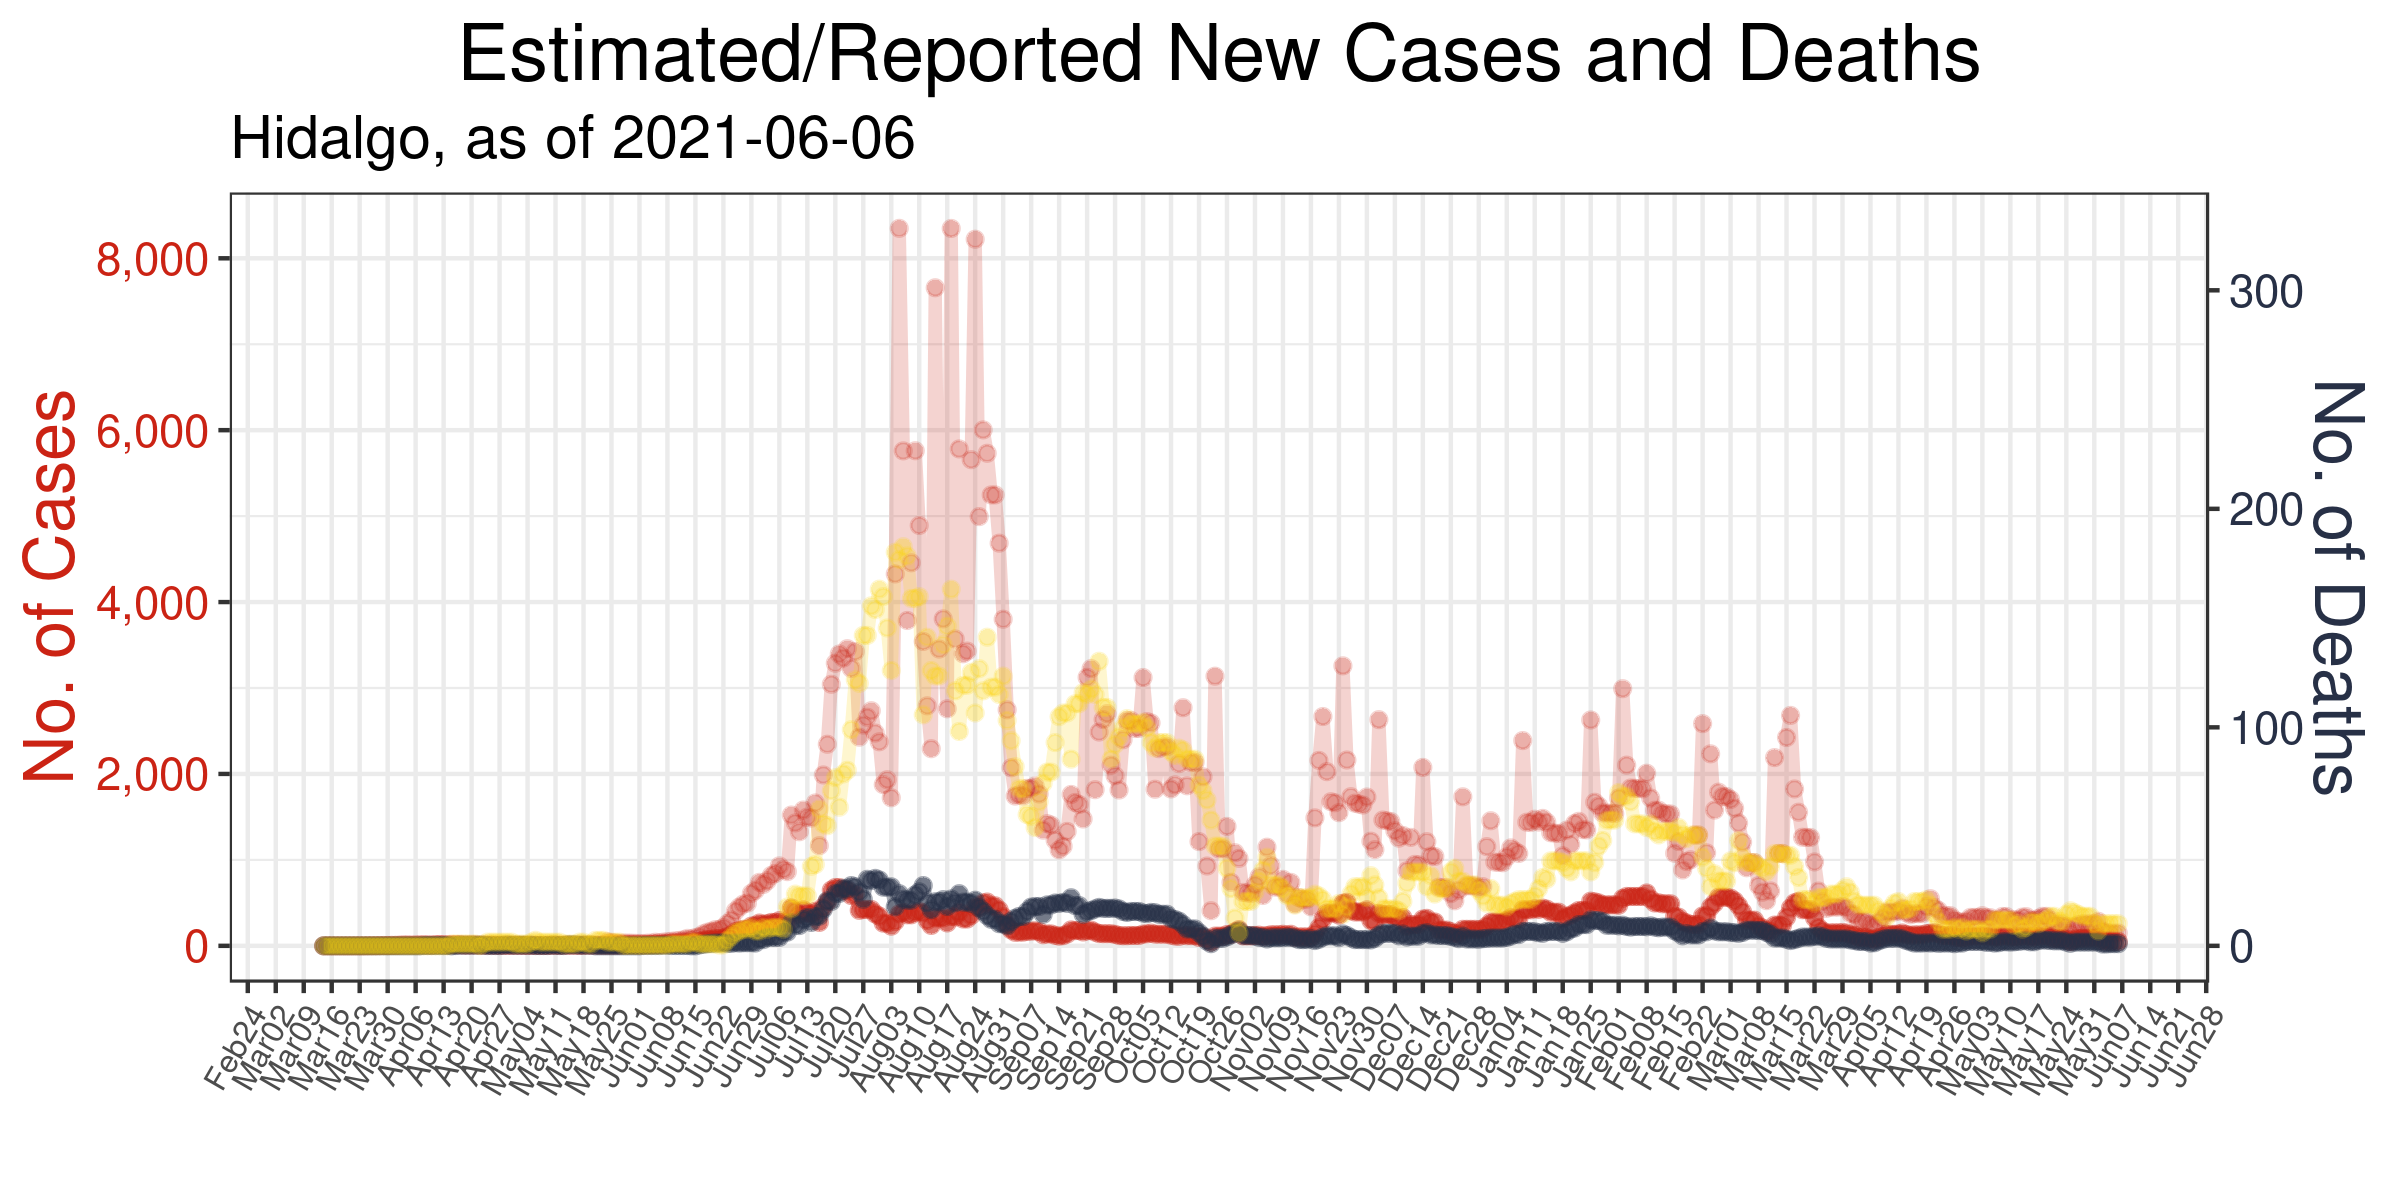 Estimated/Reported New Cases and Deaths
Hidalgo, as of 2021-06-06
No. of Cases
8,000
6,000
4,000
2,000
0
300
200
100
0
No. of Deaths
Feb24
Mar02
Mar09
Mar16
Mar23
Mar30
Apr06
Apr13
Apr20
Apr27
May04
May11
May18
May25
Jun01
Jun08
Jun15
Jun22
Jun29
Jul06
Jul13
Jul20
Jul27
Aug03
Aug10
Aug17
Aug24
Aug31
Sep07
Sep14
Sep21
Sep28
Oct05
Oct12
Oct19
Oct26
Nov02
Nov09
Nov16
Nov23
Nov30
Dec07
Dec14
Dec21
Dec28
Jan04
Jan11
Jan18
Jan25
Feb01
Feb08
Feb15
Feb22
Mar01
Mar08
Mar15
Mar22
Mar29
Apr05
Apr12
Apr19
Apr26
May03
May10
May17
May24
May31
Jun07
Jun14
Jun21
Jun28